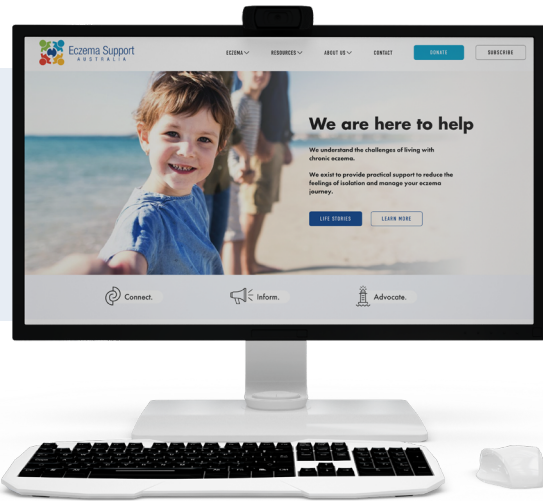 Eczema Support
AUSTRALIA
ECZEMA
RESOURCES
ABOUT US
CONTACT
DONATE
SUBSCRIBE
We are here to help
We understand the challenges of living with
chronic eczema.
We exist to provide practical support to reduce the
feelings of isolation and manage your eczema
journey.
LIFE STORIES
LEARN MORE
Connect.
Inform.
Advocate.